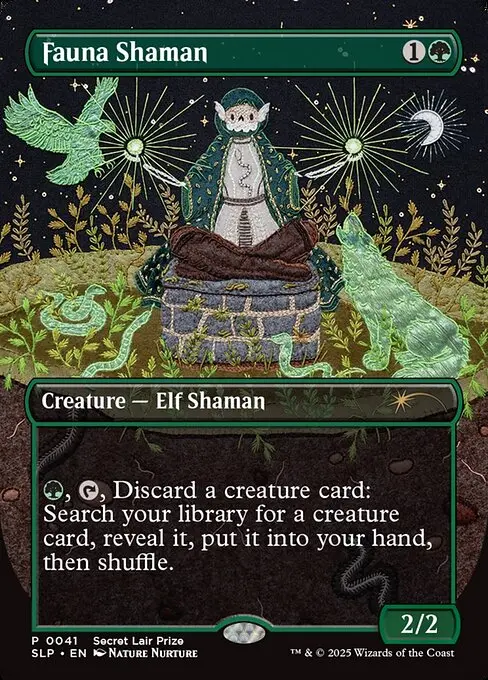 Fauna Shaman 1
Creature — Elf Shaman
, , Discard a creature card:
Search your library for a creature
card, reveal it, put it into your hand,
then shuffle.
2/2
P 0041 Secret Lair Prize
SLP • EN Nature Nurture ™ & © 2025 Wizards of the Coast